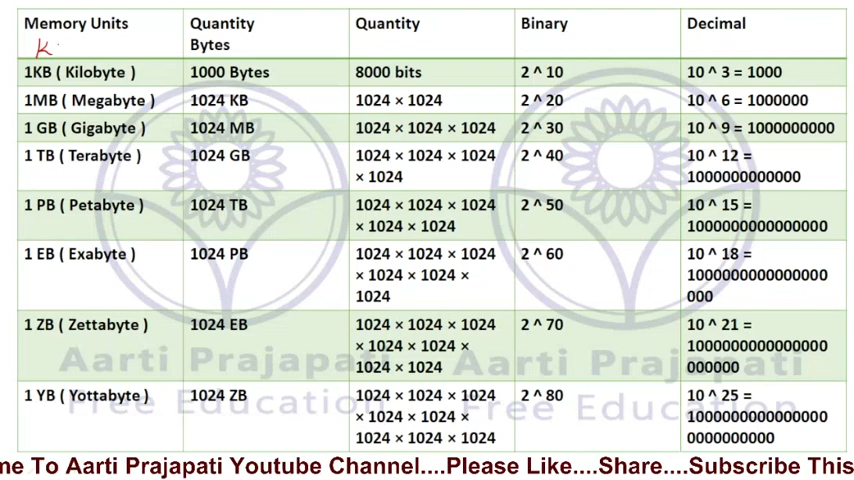 Memory Units Quantity Quantity Binary Decimal
Bytes
K
1KB ( Kilobyte ) 1000 Bytes 8000 bits 2 ^ 10 10 ^ 3 = 1000
1MB ( Megabyte ) 1024 KB 1024 × 1024 2 ^ 20 10 ^ 6 = 1000000
1 GB ( Gigabyte ) 1024 MB 1024 × 1024 × 1024 2 ^ 30 10 ^ 9 = 1000000000
1 TB ( Terabyte ) 1024 GB 1024 × 1024 × 1024 2 ^ 40 10 ^ 12 =
× 1024 1000000000000
1 PB ( Petabyte ) 1024 TB 1024 × 1024 × 1024 2 ^ 50 10 ^ 15 =
× 1024 × 1024 1000000000000000
1 EB ( Exabyte ) 1024 PB 1024 × 1024 × 1024 2 ^ 60 10 ^ 18 =
× 1024 × 1024 × 1000000000000000
1024 000
1 ZB ( Zettabyte ) 1024 EB 1024 × 1024 × 1024 2 ^ 70 10 ^ 21 =
× 1024 × 1024 × 1000000000000000
1024 × 1024 000000
1 YB ( Yottabyte ) 1024 ZB 1024 × 1024 × 1024 2 ^ 80 10 ^ 25 =
× 1024 × 1024 × 1000000000000000
1024 × 1024 × 1024 0000000000
Aarti Prajapati Aarti Prajapati
Free Education Free Education
me To Aarti Prajapati Youtube Channel....Please Like....Share....Subscribe This